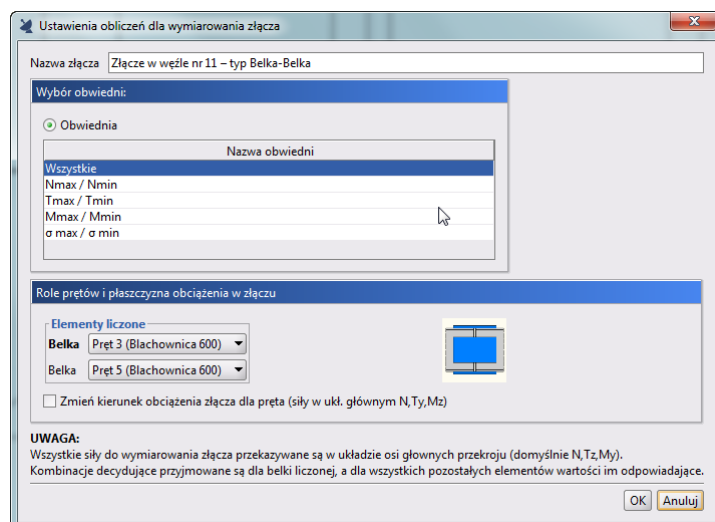 Ustawienia obliczeń dla wymiarowania złącza
x
Nazwa złącza Złącze w węźle nr 11 – typ Belka-Belka
Wybór obwiedni:
Obwiednia
Nazwa obwiedni
Wszystkie
Nmax / Nmin
Tmax / Tmin
Mmax / Mmin
σ max / σ min
Role prętów i płaszczyzna obciążenia w złączu
Elementy liczone
Belka Pręt 3 (Blachownica 600)
Belka Pręt 5 (Blachownica 600)
Zmień kierunek obciążenia złącza dla pręta (siły w ukł. głównym N,Ty,Mz)
UWAGA:
Wszystkie siły do wymiarowania złącza przekazywane są w układzie osi głownych przekroju (domyślnie N,Tz,My).
Kombinacje decydujące przyjmowane są dla belki liczonej, a dla wszystkich pozostałych elementów wartości im odpowiadające.
OK Anuluj